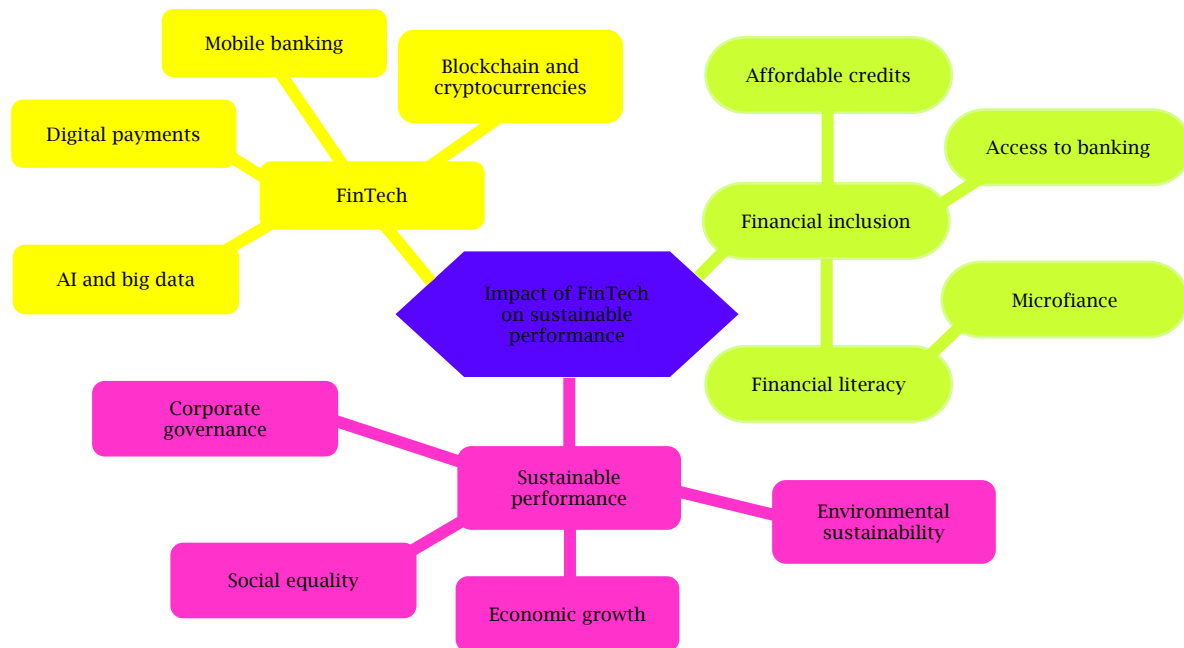 Mobile banking
Blockchain and
cryptocurrencies
Digital payments
FinTech
AI and big data
Affordable credits
Access to banking
Financial inclusion
Microfiance
Financial literacy
Impact of FinTech
on sustainable
performance
Corporate
governance
Sustainable
performance
Environmental
sustainability
Social equality
Economic growth